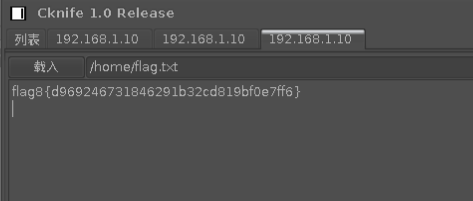 Cknife 1.0 Release
列表 192.168.1.10 192.168.1.10 192.168.1.10
载入 /home/flag.txt
flag8{d969246731846291b32cd819bf0e7ff6}